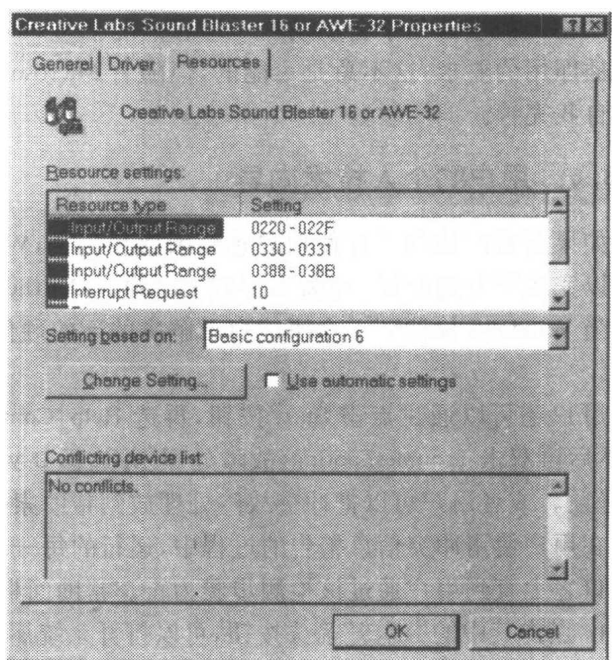 Creative Labs Sound Blaster 16 or AWE-32 Properties
General Driver Resources
Creative Labs Sound Blaster 16 or AWE-32
Resource settings:
Resource type Setting
Input/Output Range 0220 - 022F
Input/Output Range 0330 - 0331
Input/Output Range 0388 - 038B
Interrupt Request 10
Setting based on: Basic configuration 6
Change Setting...
Use automatic settings
Conflicting device list:
No conflicts.
OK Cancel